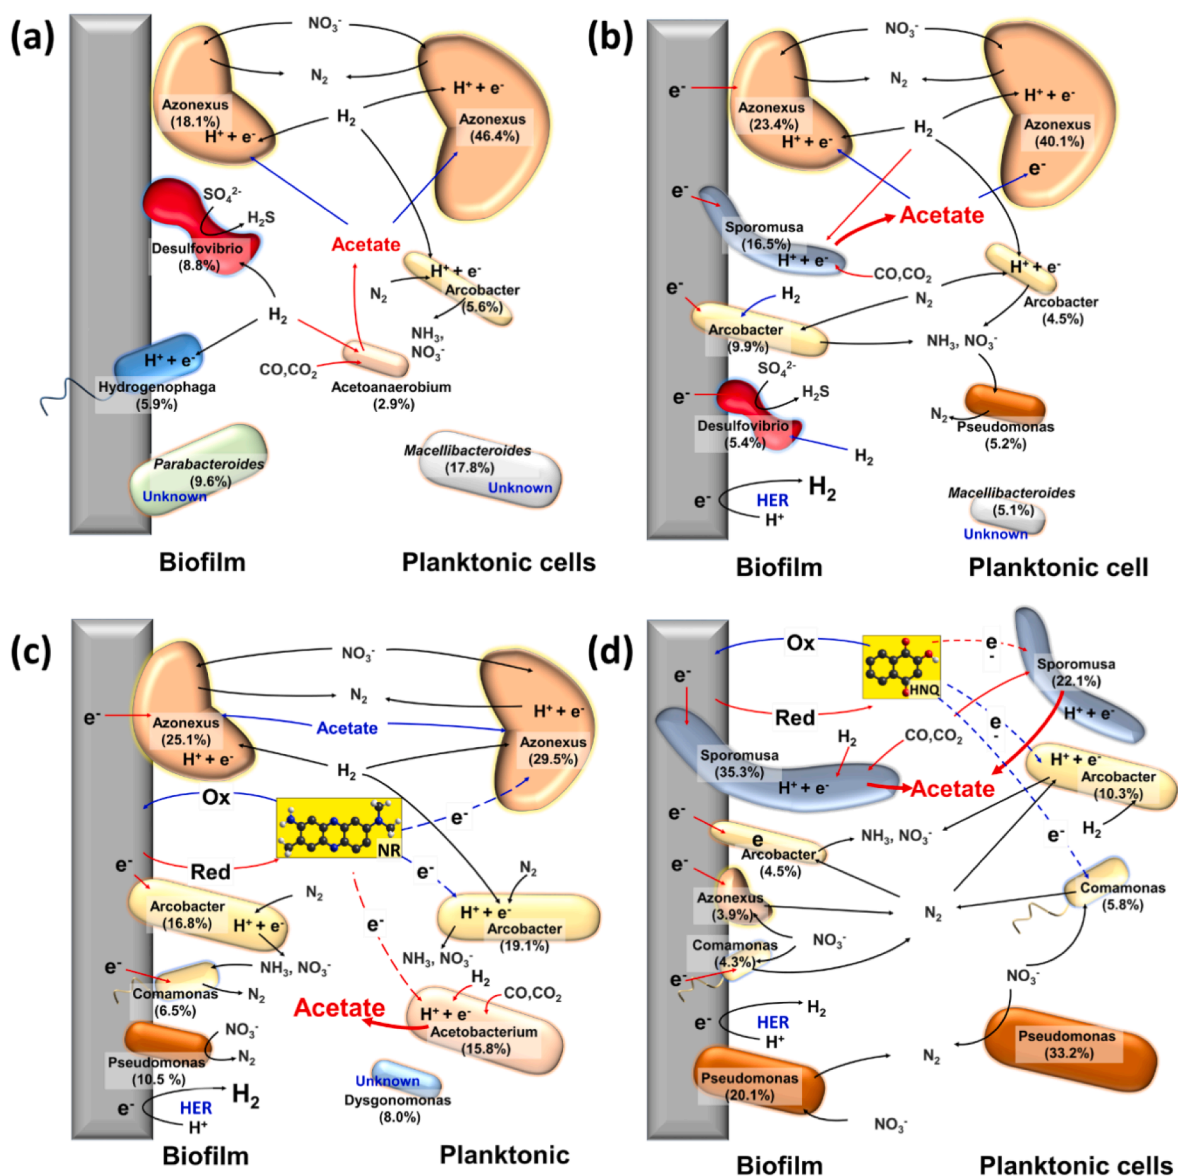 (a)
NO₃⁻
N₂
Azonexus
(18.1%)
H⁺ + e⁻
H₂
H⁺ + e⁻
Azonexus
(46.4%)
SO₄²⁻
H₂S
Desulfovibrio
(8.8%)
Acetate
H⁺ + e⁻
Arcobacter
(5.6%)
N₂
NH₃,
NO₃⁻
H₂
H⁺ + e⁻
Hydrogenophaga
(5.9%)
CO,CO₂
Acetoanaerobium
(2.9%)
Parabacteroides
(9.6%)
Unknown
Macellibacteroides
(17.8%)
Unknown
Biofilm
Planktonic cells
(b)
NO₃⁻
N₂
e⁻
Azonexus
(23.4%)
H⁺ + e⁻
H₂
H⁺ + e⁻
Azonexus
(40.1%)
e⁻
e⁻
Sporomusa
(16.5%)
H⁺ + e⁻
Acetate
CO,CO₂
H⁺ + e⁻
Arcobacter
(4.5%)
e⁻
H₂
N₂
Arcobacter
(9.9%)
NH₃, NO₃⁻
SO₄²⁻
H₂S
e⁻
Desulfovibrio
(5.4%)
H₂
N₂
Pseudomonas
(5.2%)
e⁻
HER
H⁺
H₂
Macellibacteroides
(5.1%)
Unknown
Biofilm
Planktonic cell
(c)
NO₃⁻
N₂
e⁻
Azonexus
(25.1%)
H⁺ + e⁻
Acetate
H⁺ + e⁻
Azonexus
(29.5%)
H₂
Ox
NR
e⁻
e⁻
Red
e⁻
Arcobacter
(16.8%)
H⁺ + e⁻
N₂
e⁻
N₂
H⁺ + e⁻
Arcobacter
(19.1%)
NH₃, NO₃⁻
NH₃, NO₃⁻
e⁻
Comamonas
(6.5%)
N₂
H₂
CO,CO₂
Acetate
H⁺ + e⁻
Acetobacterium
(15.8%)
NO₃⁻
N₂
Pseudomonas
(10.5 %)
Unknown
Dysgonomonas
(8.0%)
e⁻
HER
H⁺
H₂
Biofilm
Planktonic
(d)
Ox
HNQ
e
-
Sporomusa
(22.1%)
H⁺ + e⁻
e⁻
Red
e
-
Sporomusa
(35.3%)
H⁺ + e⁻
H₂
CO,CO₂
Acetate
H⁺ + e⁻
Arcobacter
(10.3%)
H₂
e⁻
e
Arcobacter
(4.5%)
NH₃, NO₃⁻
e⁻
e⁻
Azonexus
(3.9%)
N₂
Comamonas
(5.8%)
Comamonas
(4.3%)
e⁻
NO₃⁻
NO₃⁻
e⁻
HER
H⁺
H₂
Pseudomonas
(33.2%)
N₂
Pseudomonas
(20.1%)
NO₃⁻
Biofilm
Planktonic cells